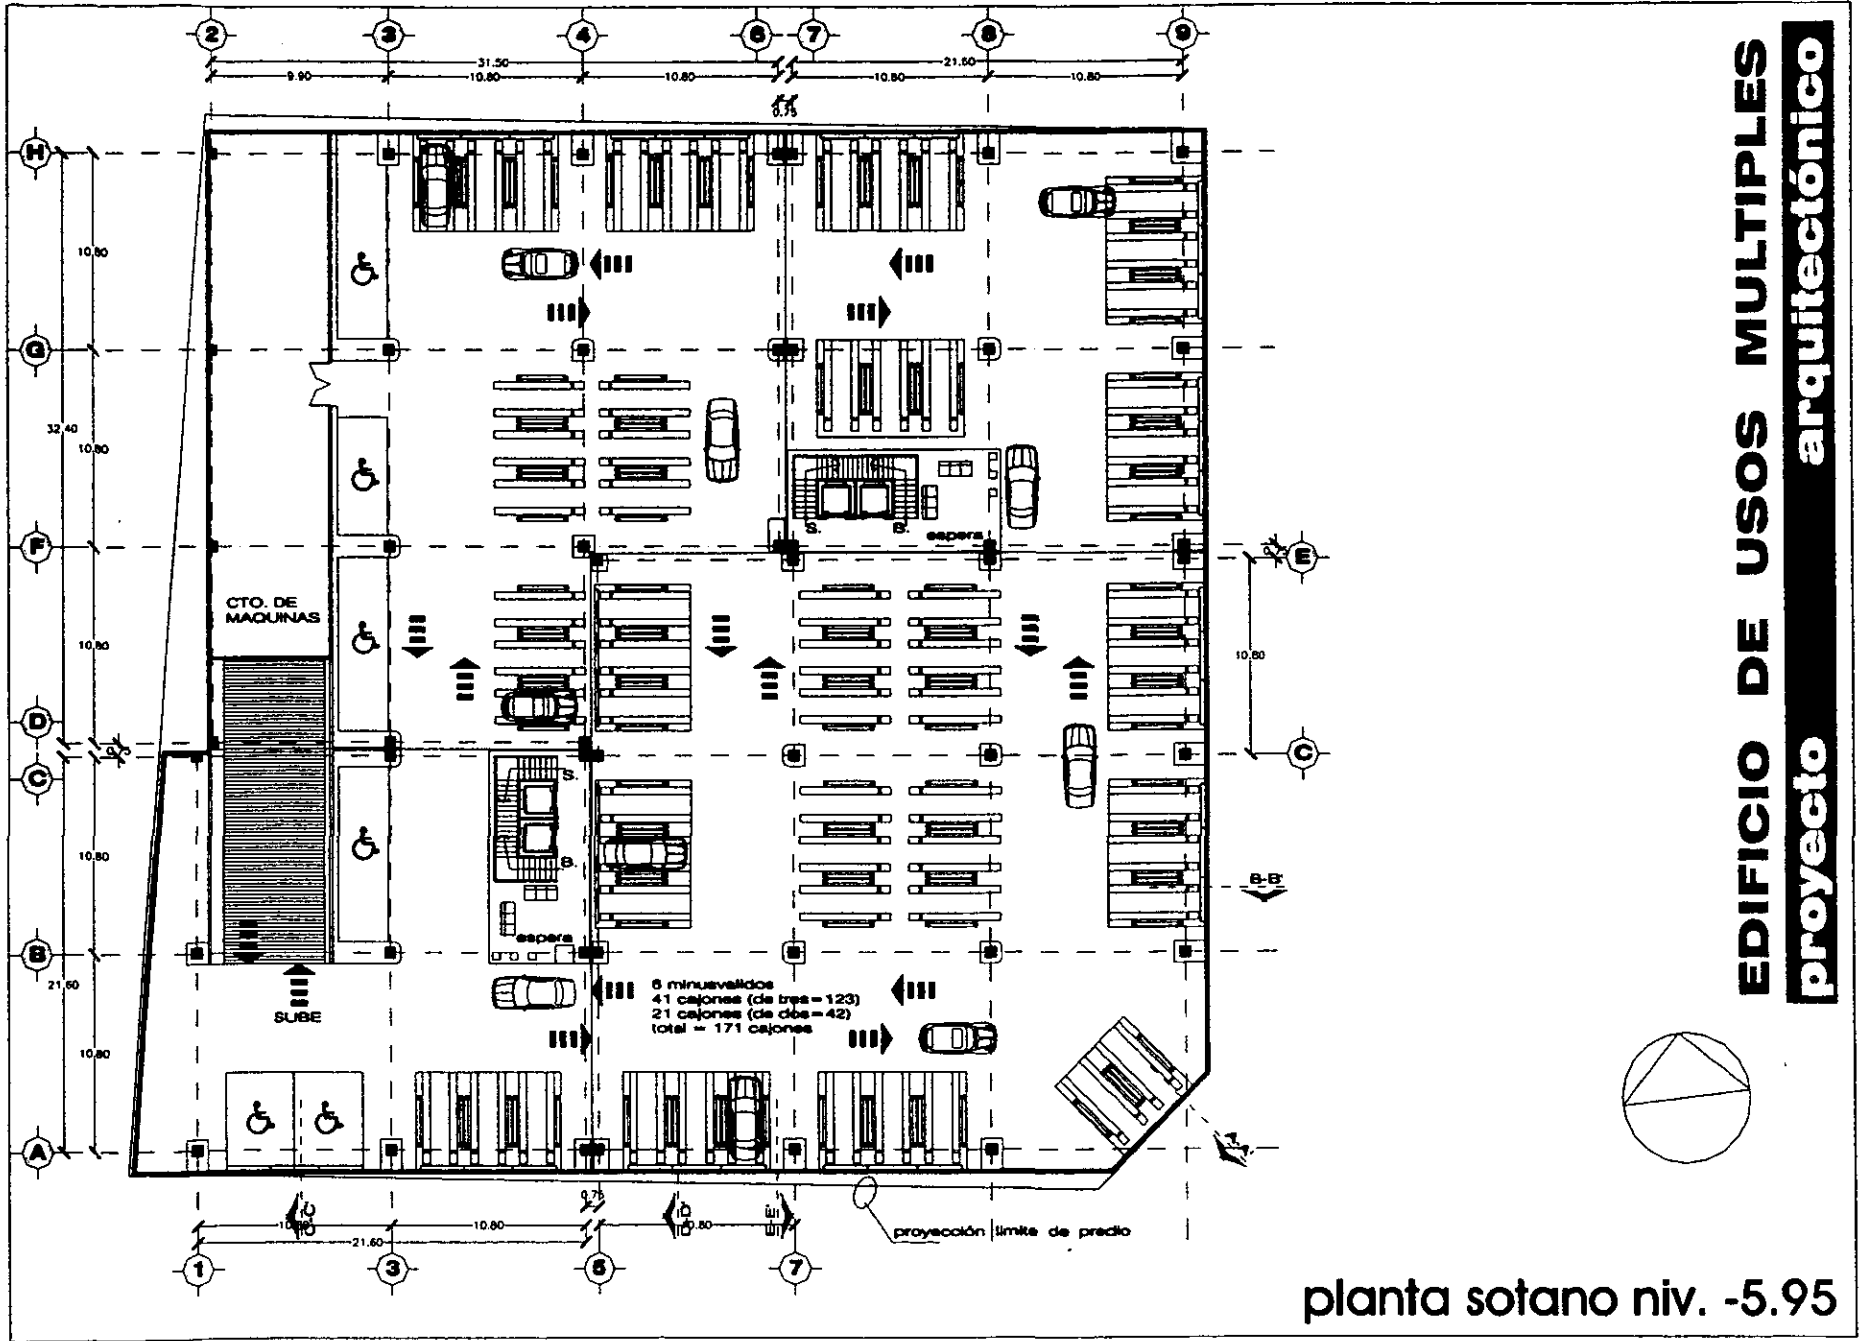 2 3 4 6 7 8 9
31.50 21.60
9.90 10.80 10.80 10.80 10.80
0.75
H
10.80
G
32.40
10.80
F
E
CTO. DE
MAQUINAS
10.80
10.80
D
C
C
S. B.
espera
S.
B.
espera
10.80
B-B'
B
21.60
SUBE
6 minusvalidos
41 cajones (de tres=123)
21 cajones (de dos=42)
total = 171 cajones
10.80
A
0.75
10.80 10.80
21.60
proyección limite de predio
1 3 5 7
EDIFICIO DE USOS MULTIPLES
proyecto arquitectónico
planta sotano niv. -5.95